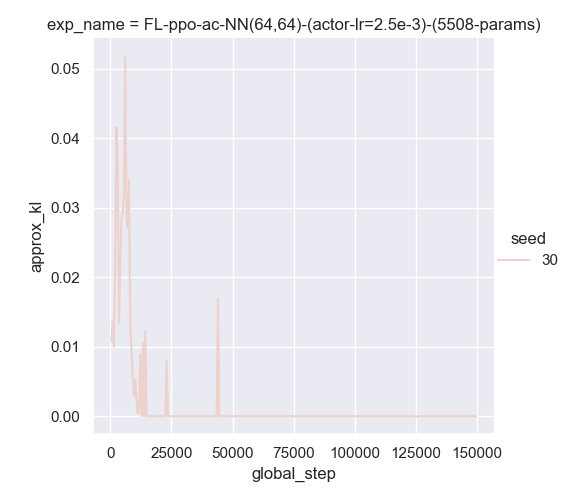 exp_name = FL-ppo-ac-NN(64,64)-(actor-lr=2.5e-3)-(5508-params)
0.05
0.04
0.03
0.02
0.01
0.00
approx_kl
0 25000 50000 75000 100000 125000 150000
global_step
seed
30